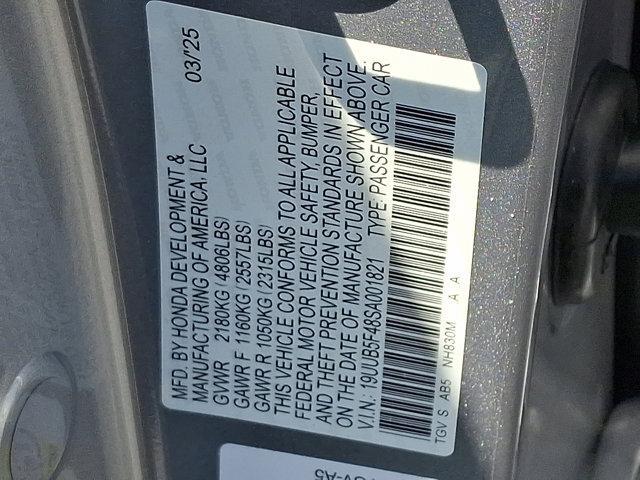 MFD. BY HONDA DEVELOPMENT & 03/'25
MANUFACTURING OF AMERICA, LLC
GVWR 2180KG (4806LBS)
GAWR F 1160KG (2557LBS)
GAWR R 1050KG (2315LBS)
THIS VEHICLE CONFORMS TO ALL APPLICABLE
FEDERAL MOTOR VEHICLE SAFETY, BUMPER,
AND THEFT PREVENTION STANDARDS IN EFFECT
ON THE DATE OF MANUFACTURE SHOWN ABOVE.
V.I.N.: 19UUB5F48SA001821 TYPE: PASSENGER CAR
TGV S AB5 NH830M A A
GV-A5